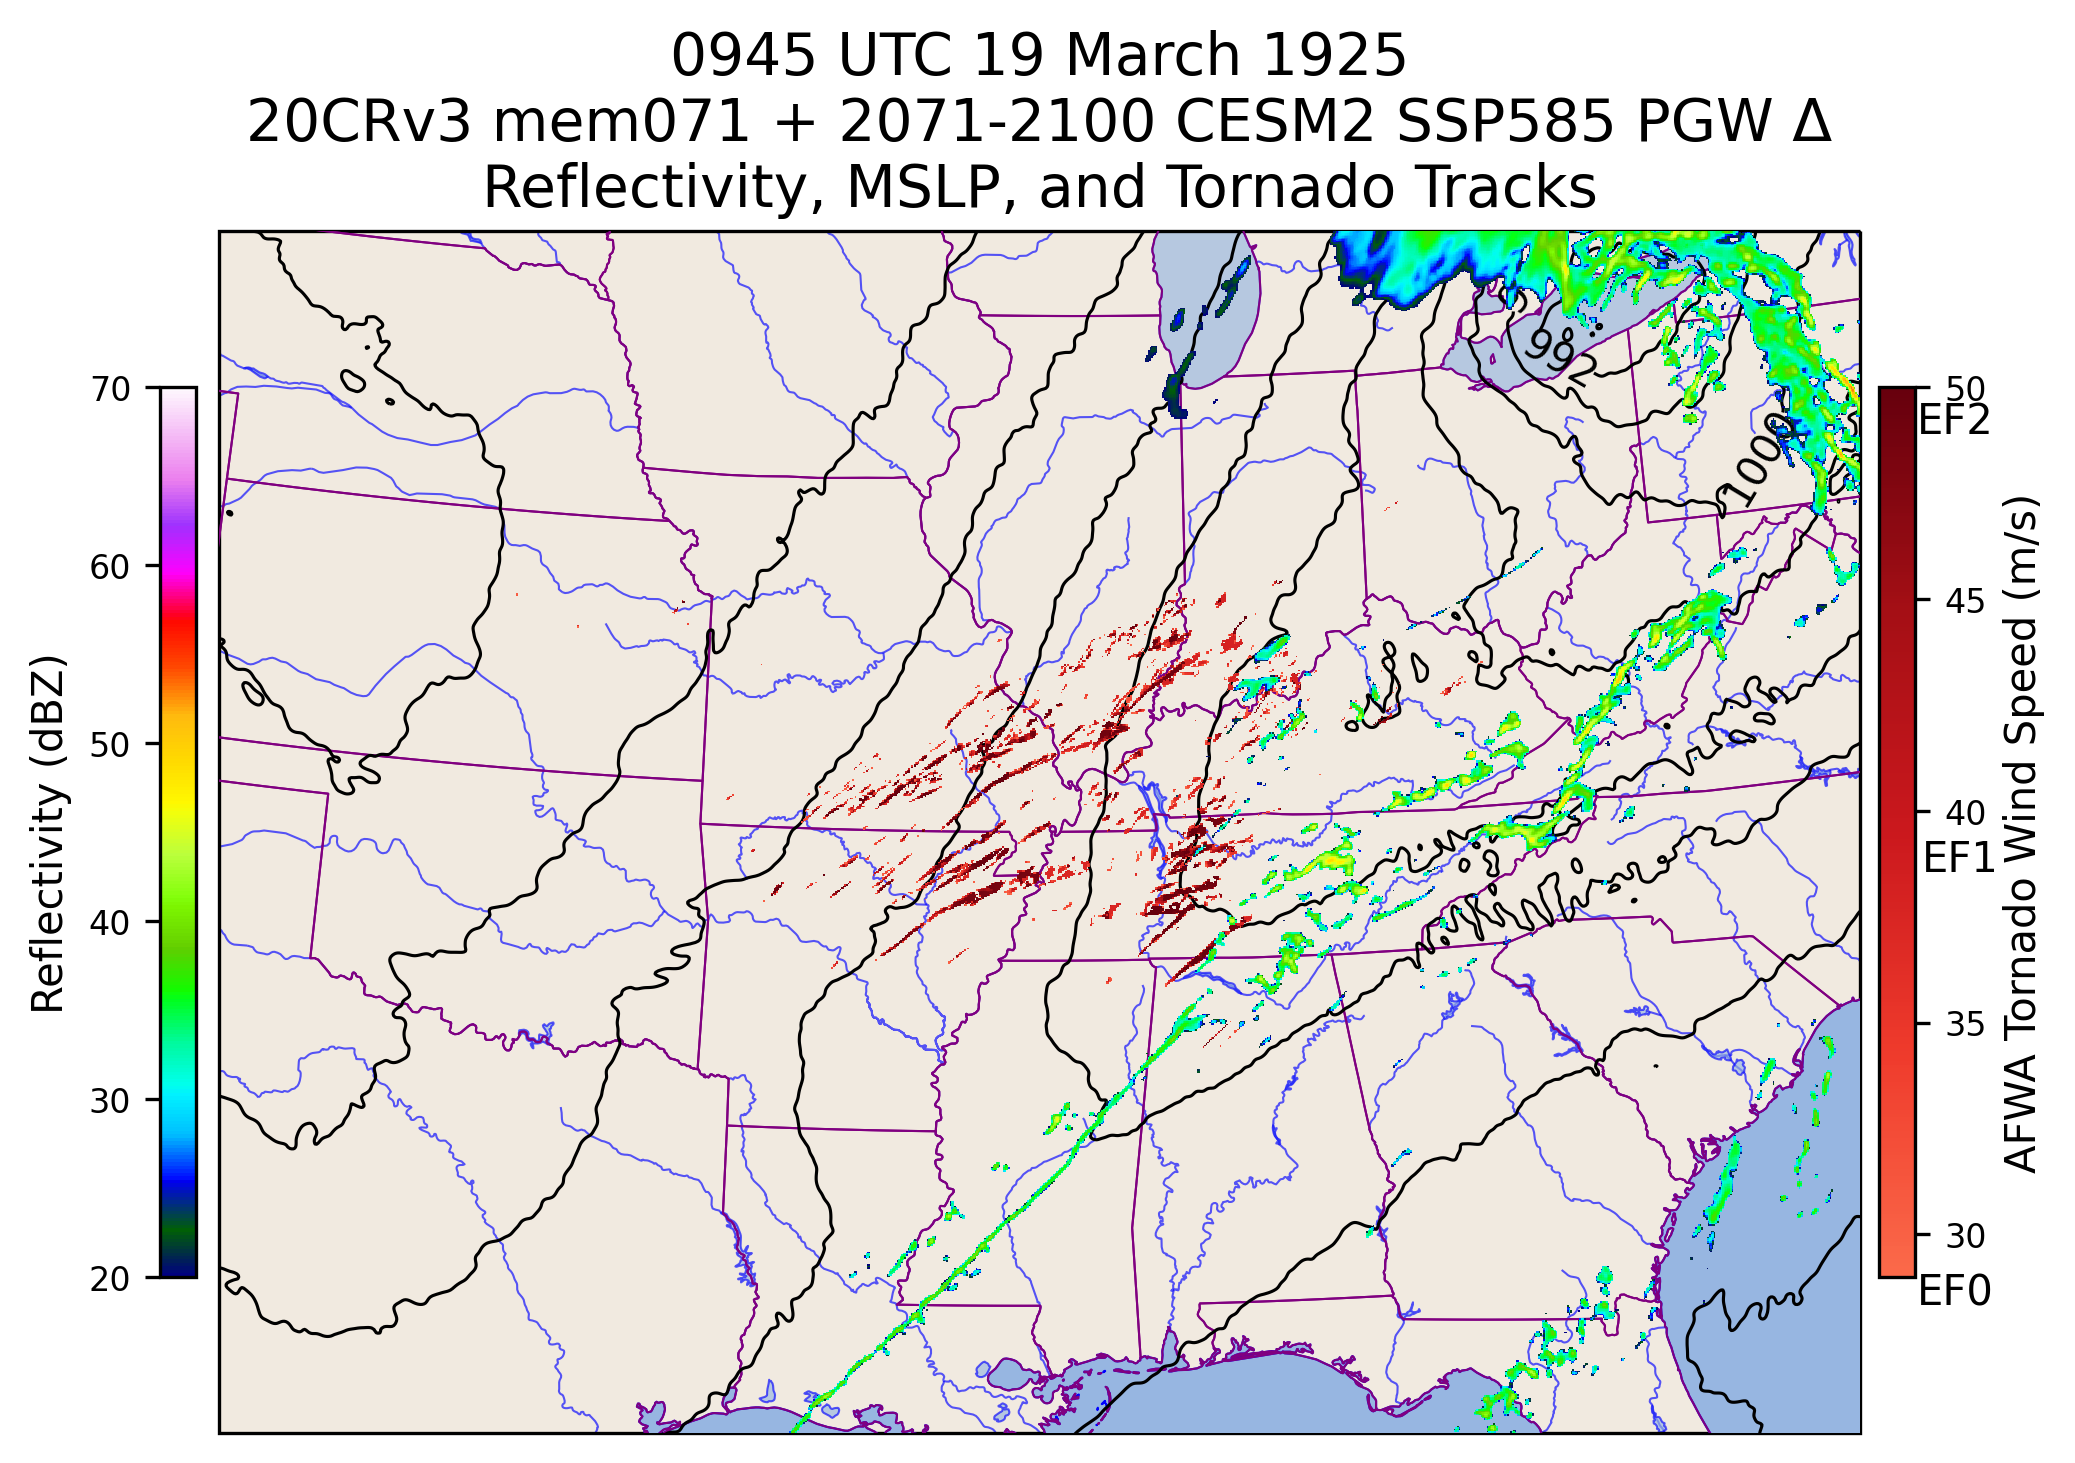 0945 UTC 19 March 1925
20CRv3 mem071 + 2071-2100 CESM2 SSP585 PGW Δ
Reflectivity, MSLP, and Tornado Tracks
992
1008
70
60
50
40
30
20
Reflectivity (dBZ)
50
EF2
45
40
EF1
35
30
EF0
AFWA Tornado Wind Speed (m/s)